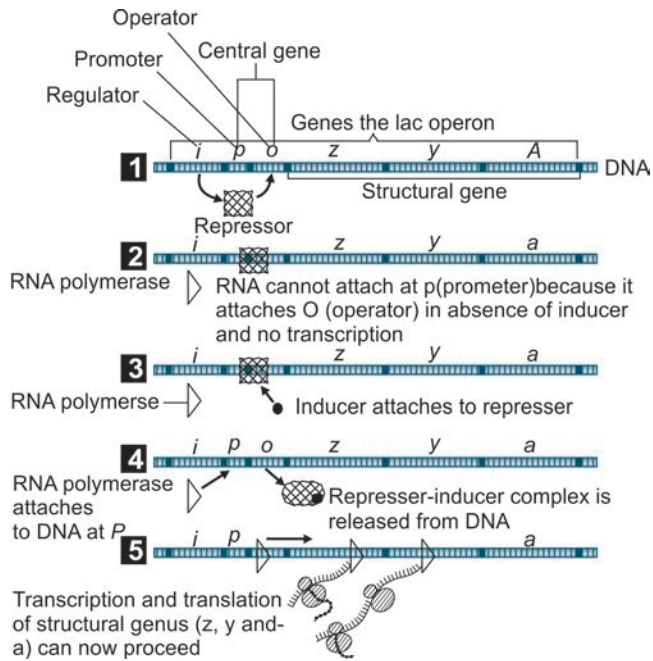 Operator
Promoter
Central gene
Regulator
Genes the lac operon
i p o z y A
1
DNA
Structural gene
Repressor
i z y a
2
RNA polymerase
RNA cannot attach at p(prometer)because it
attaches O (operator) in absence of inducer
and no transcription
i z y a
3
RNA polymerse
Inducer attaches to represser
i p o z y a
4
RNA polymerase
attaches
to DNA at P
Represser-inducer complex is
released from DNA
i p a
5
Transcription and translation
of structural genus (z, y and-
a) can now proceed